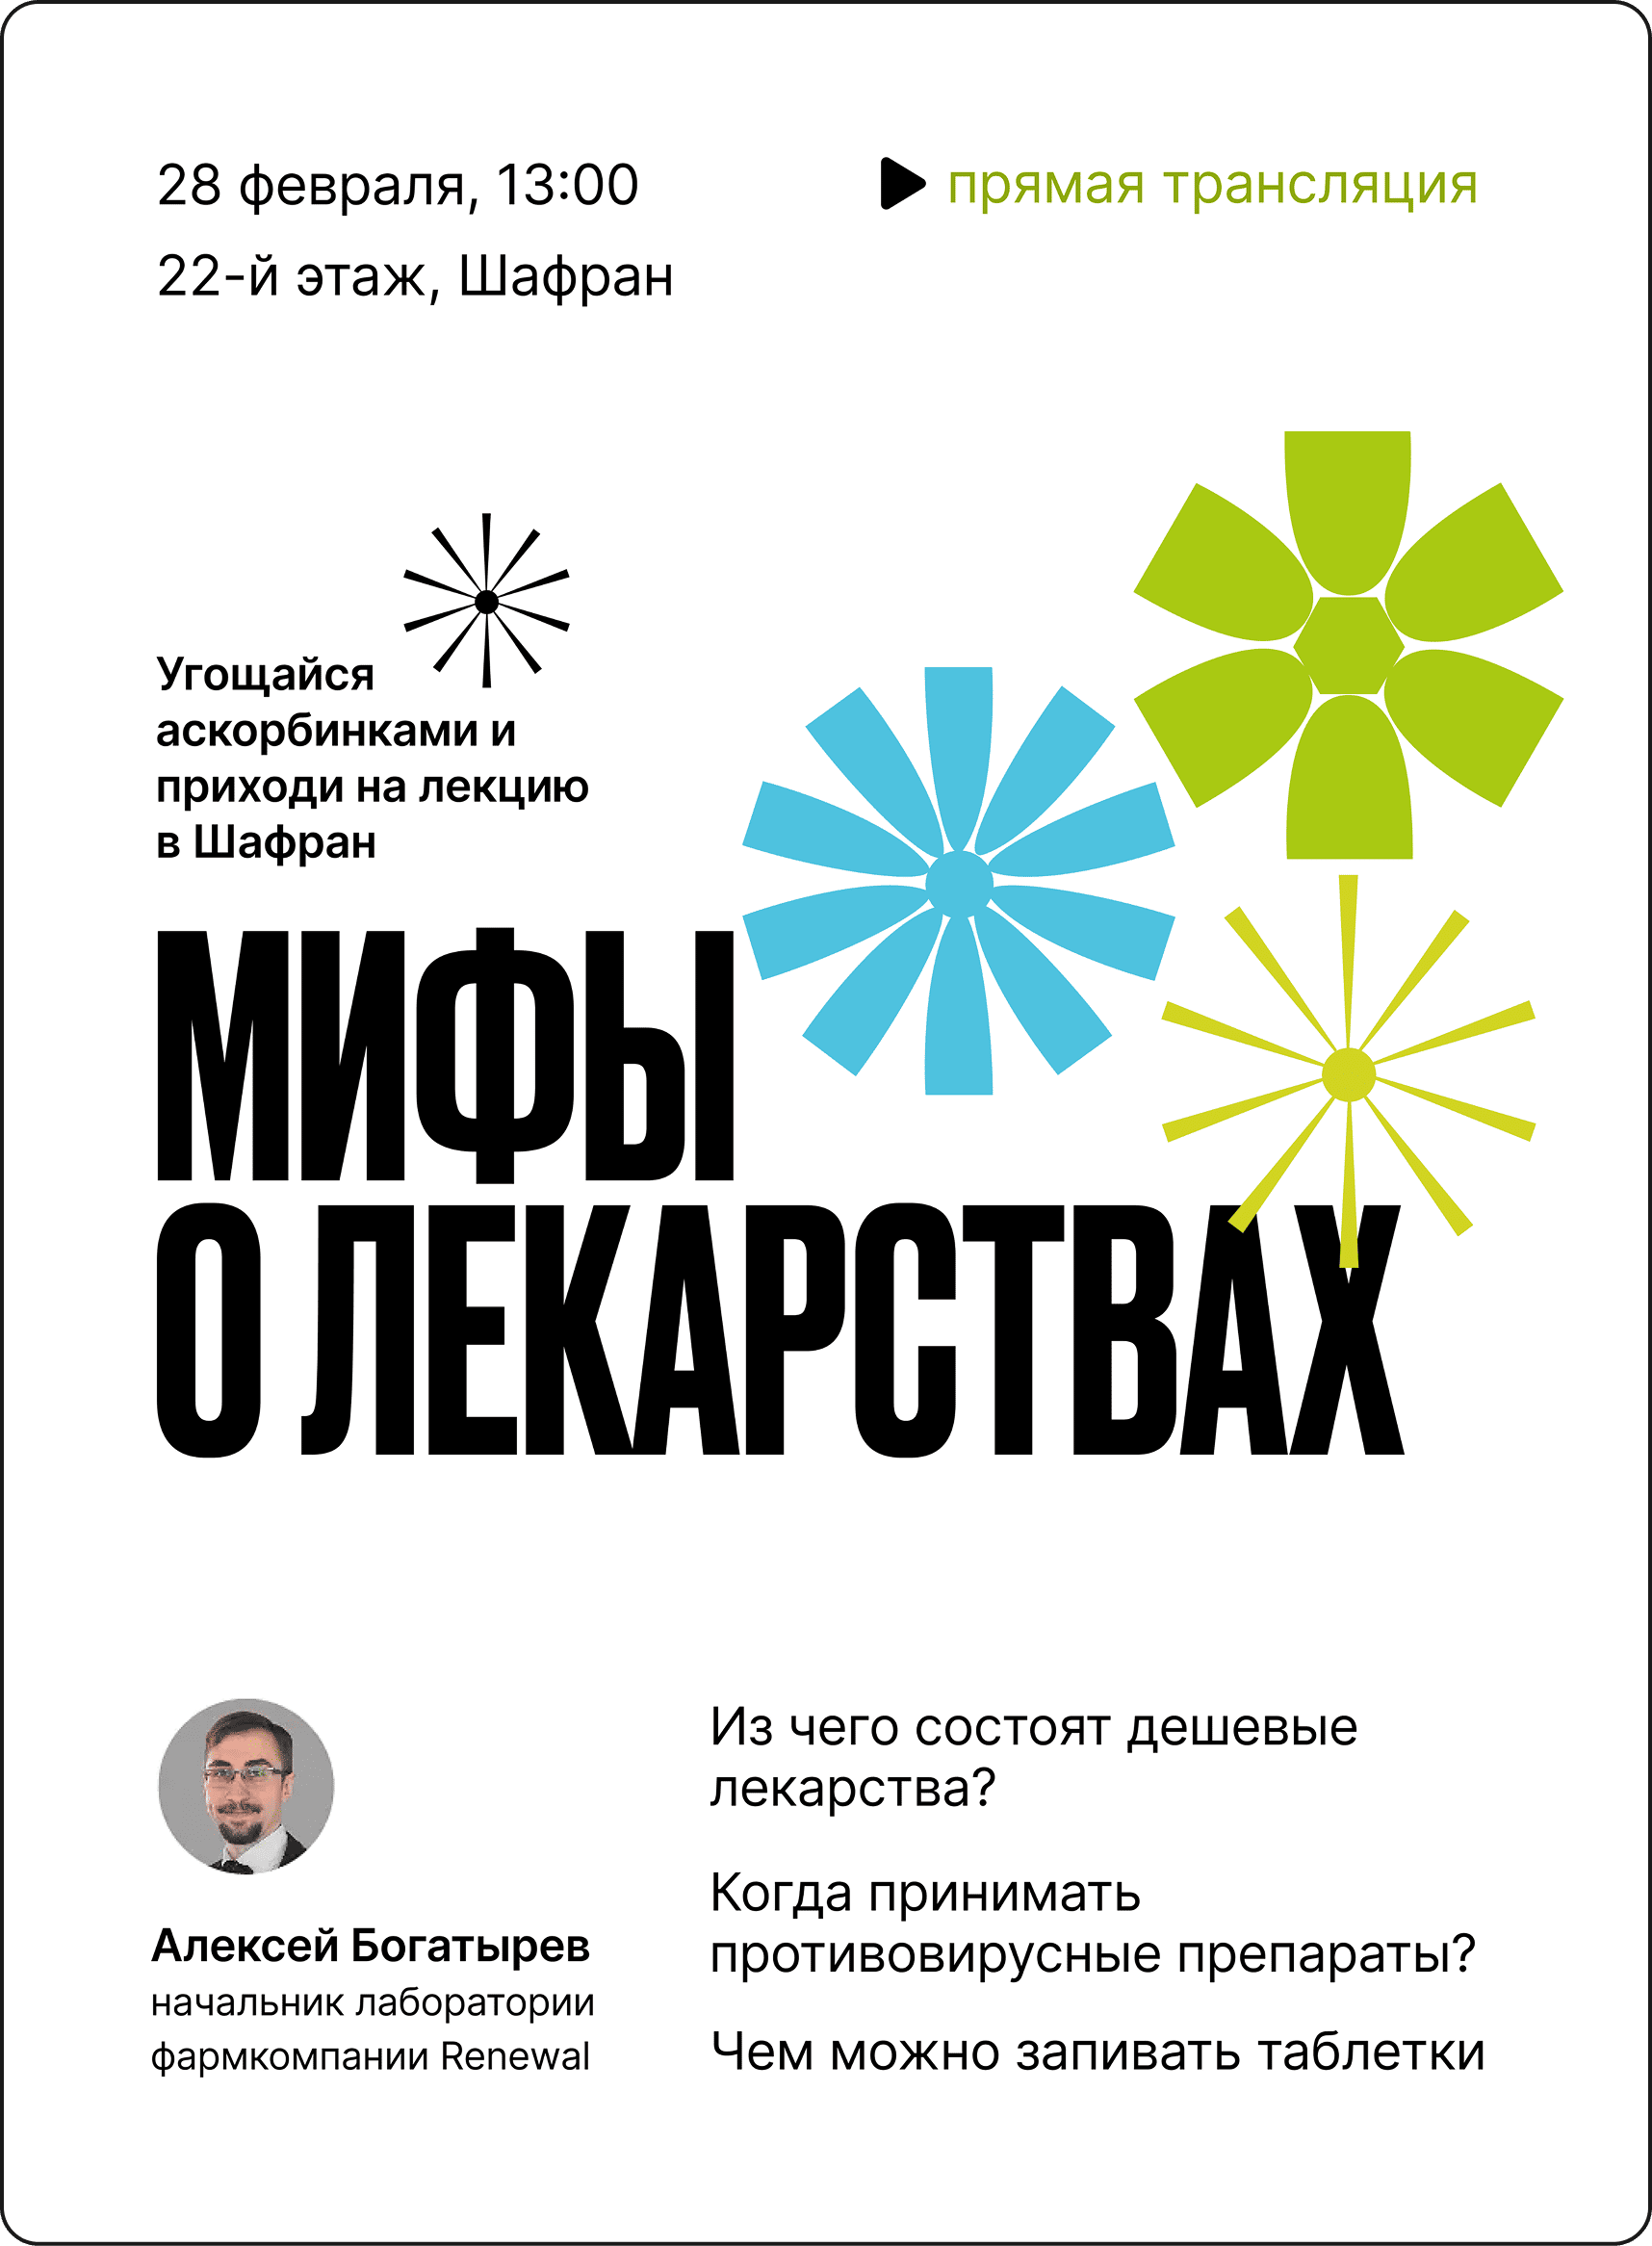 28 февраля, 13:00
22-й этаж, Шафран
прямая трансляция
Угощайся
аскорбинками и
приходи на лекцию
в Шафран
МИФЫ
О ЛЕКАРСТВАХ
Алексей Богатырев
начальник лаборатории
фармкомпании Renewal
Из чего состоят дешевые
лекарства?
Когда принимать
противовирусные препараты?
Чем можно запивать таблетки